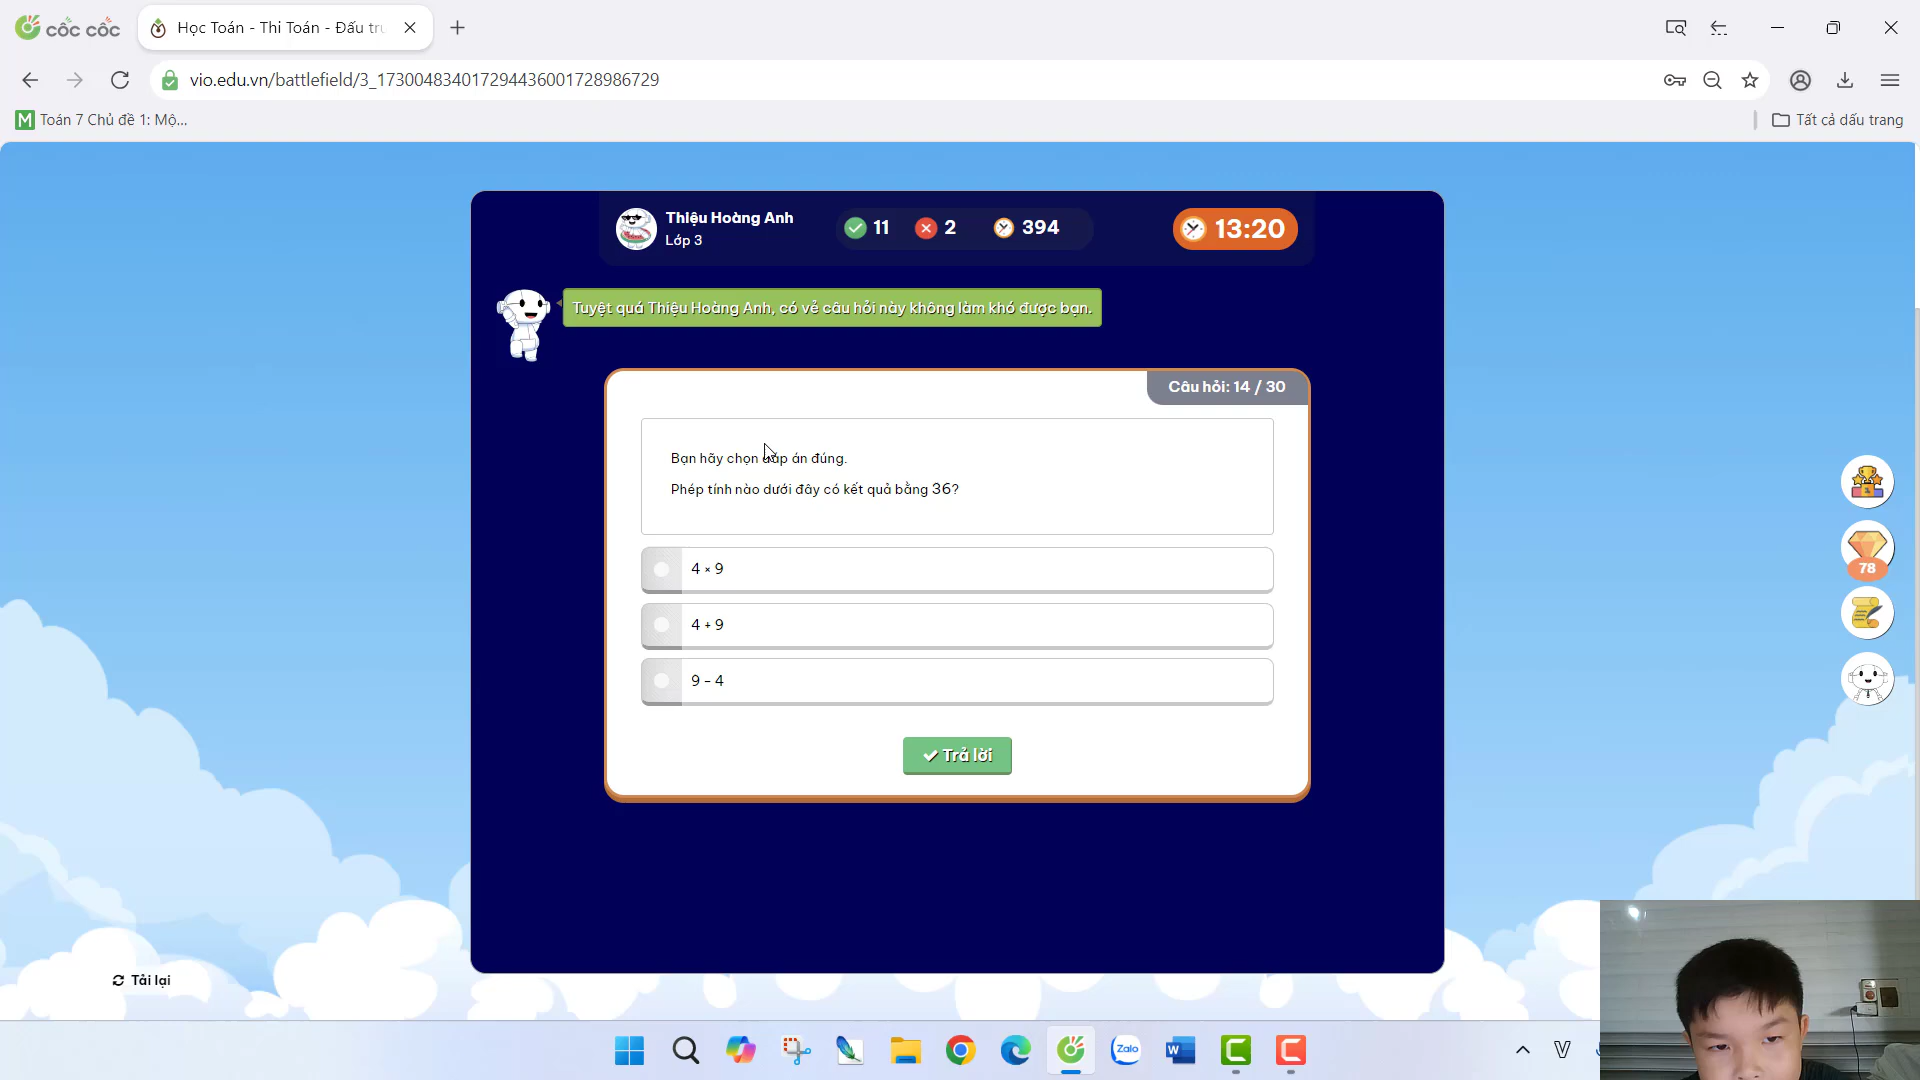 cốc cốc
Học Toán - Thi Toán - Đấu trư
vio.edu.vn/battlefield/3_17300483401729443600172898​6729
Toán 7 Chủ đề 1: Mộ...
Tất cả dấu trang
Thiệu Hoàng Anh
Lớp 3
11
2
394
13:20
Tuyệt quá Thiệu Hoàng Anh, có vẻ câu hỏi này không làm khó được bạn.
Câu hỏi: 14 / 30
Bạn hãy chọn đáp án đúng.
Phép tính nào dưới đây có kết quả bằng 36?
4 × 9
4 + 9
9 - 4
Trả lời
78
Tải lại
Zalo